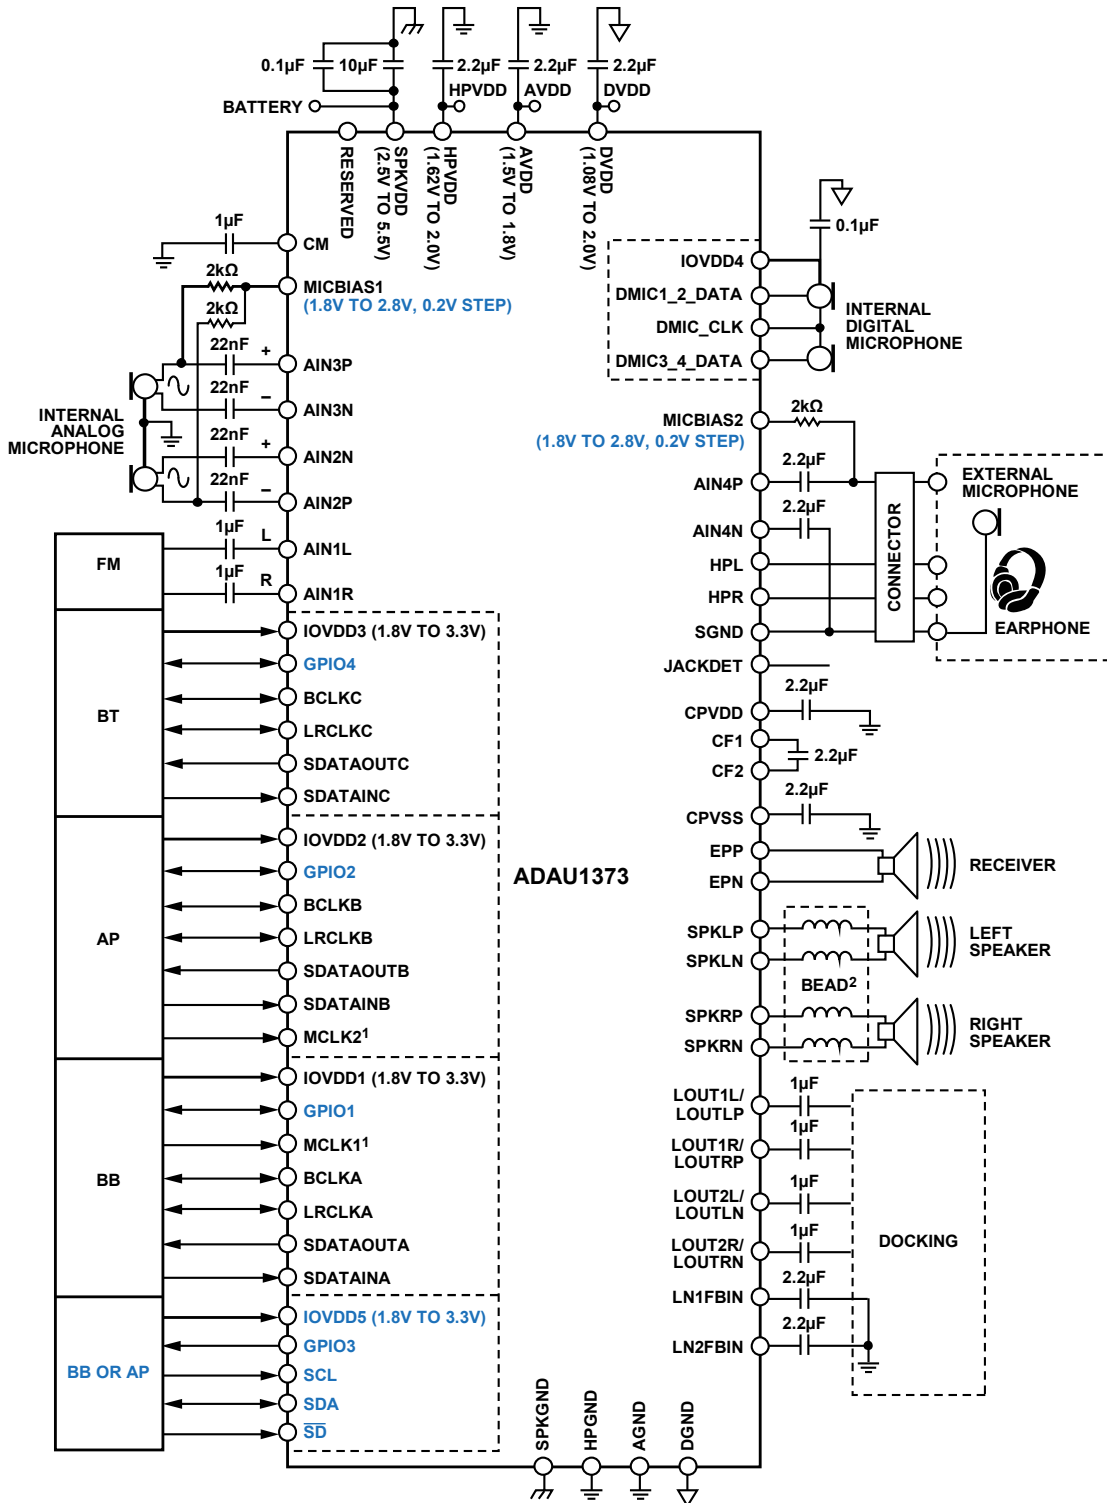 0.1µF
10µF
2.2µF
2.2µF
2.2µF
HPVDD
AVDD
DVDD
BATTERY
RESERVED
SPKVDD
(2.5V TO 5.5V)
HPVDD
(1.62V TO 2.0V)
AVDD
(1.5V TO 1.8V)
DVDD
(1.08V TO 2.0V)
1µF
CM
2kΩ
MICBIAS1
(1.8V TO 2.8V, 0.2V STEP)
2kΩ
22nF
+
AIN3P
22nF
–
AIN3N
INTERNAL
ANALOG
MICROPHONE
22nF
+
AIN2N
22nF
–
AIN2P
1µF
L
AIN1L
FM
1µF
R
AIN1R
IOVDD3 (1.8V TO 3.3V)
GPIO4
BCLKC
BT
LRCLKC
SDATAOUTC
SDATAINC
IOVDD2 (1.8V TO 3.3V)
GPIO2
BCLKB
AP
LRCLKB
SDATAOUTB
SDATAINB
MCLK2¹
IOVDD1 (1.8V TO 3.3V)
GPIO1
MCLK1¹
BB
BCLKA
LRCLKA
SDATAOUTA
SDATAINA
IOVDD5 (1.8V TO 3.3V)
GPIO3
BB OR AP
SCL
SDA
SD
ADAU1373
0.1µF
IOVDD4
DMIC1_2_DATA
DMIC_CLK
DMIC3_4_DATA
INTERNAL
DIGITAL
MICROPHONE
MICBIAS2
2kΩ
(1.8V TO 2.8V, 0.2V STEP)
2.2µF
AIN4P
2.2µF
AIN4N
HPL
HPR
SGND
CONNECTOR
EXTERNAL
MICROPHONE
EARPHONE
JACKDET
2.2µF
CPVDD
CF1
2.2µF
CF2
2.2µF
CPVSS
EPP
EPN
RECEIVER
SPKLP
SPKLN
LEFT
SPEAKER
BEAD²
SPKRP
SPKRN
RIGHT
SPEAKER
1µF
LOUT1L/
LOUTLP
1µF
LOUT1R/
LOUTRP
1µF
LOUT2L/
LOUTLN
1µF
LOUT2R/
LOUTRN
DOCKING
2.2µF
LN1FBIN
2.2µF
LN2FBIN
SPKGND
HPGND
AGND
DGND